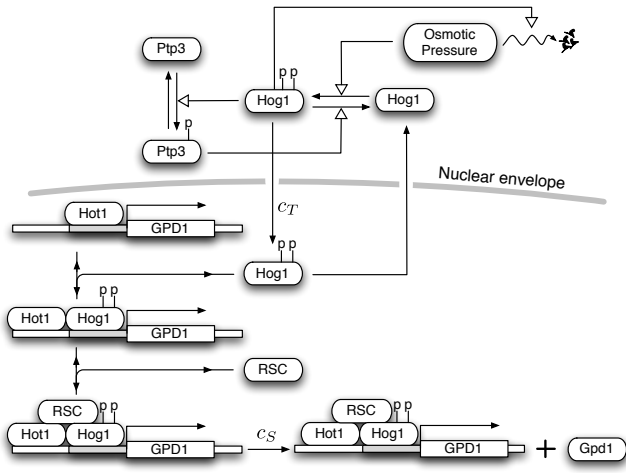 Ptp3
p p
Hog1
Hog1
Osmotic
Pressure
p
Ptp3
Nuclear envelope
c_T
Hot1
GPD1
p p
Hog1
p p
Hot1 Hog1
GPD1
RSC
RSC p p
Hot1 Hog1
GPD1
c_S
RSC p p
Hot1 Hog1
GPD1
+
Gpd1